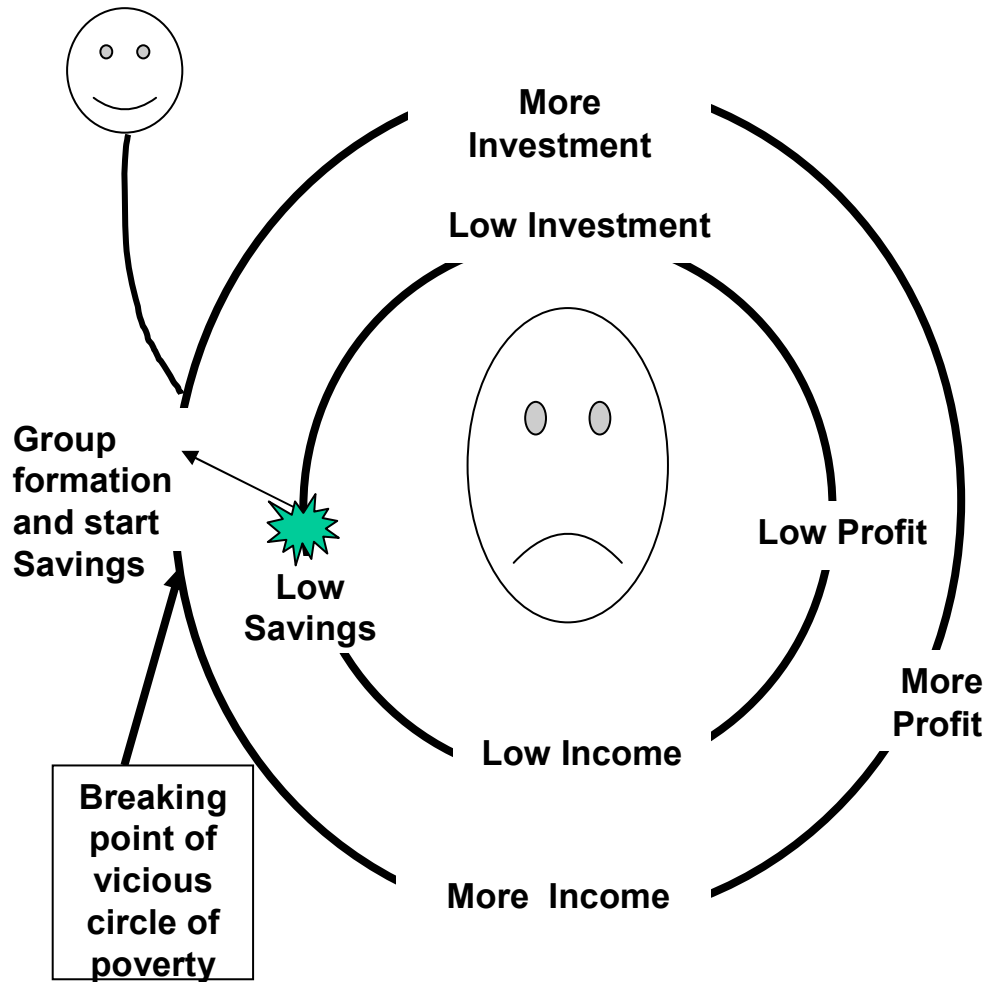 More
Investment
Low Investment
Group
formation
and start
Savings
Low Profit
Low
Savings
More
Profit
Low Income
Breaking
point of
vicious
circle of
poverty
More Income